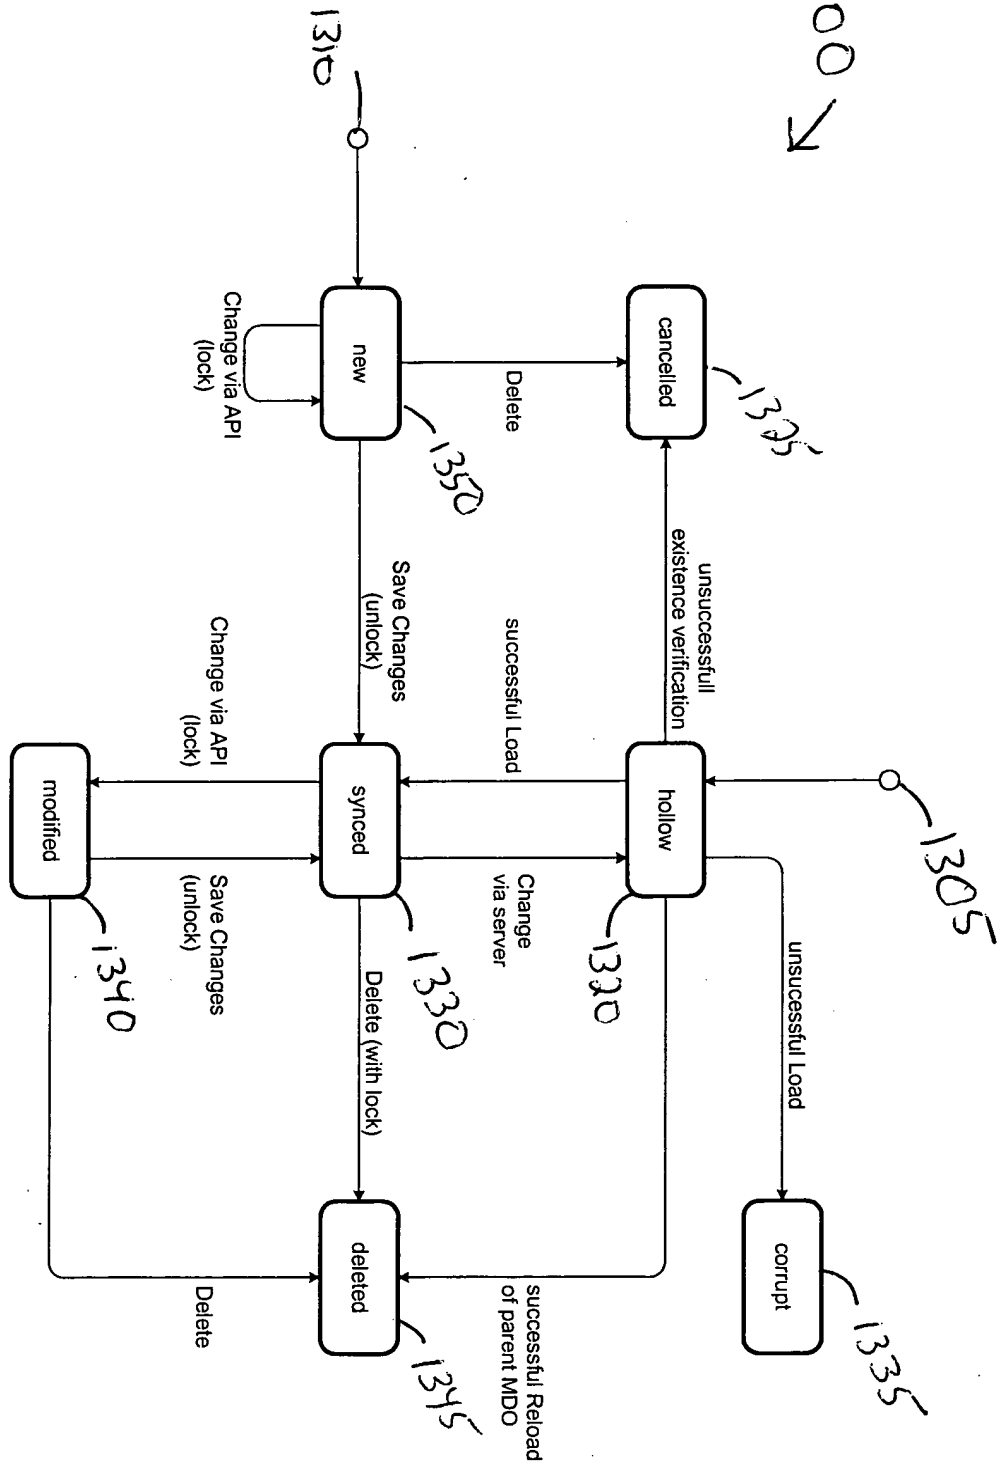 00
1305
1335
unsucessful Load
1325
corrupt
unsuccessfull
existence verification
cancelled
hollow
1320
Delete
successful Load
Change
via server
successful Reload
of parent MDO
1350
1330
1345
Save Changes
(unlock)
1310
new
synced
Delete (with lock)
deleted
Change via API
(lock)
Change via API
(lock)
Save Changes
(unlock)
Delete
1340
modified